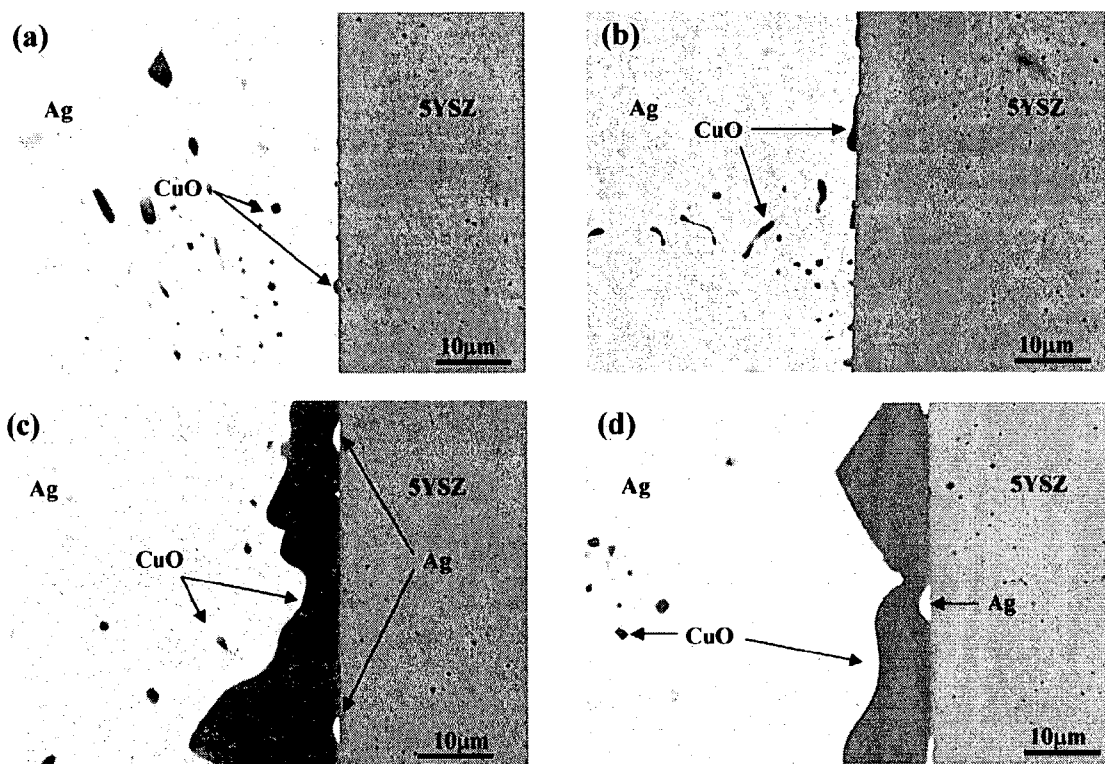 (a)
Ag
5YSZ
CuO
10μm
(b)
Ag
5YSZ
CuO
10μm
(c)
Ag
5YSZ
CuO
Ag
10μm
(d)
Ag
5YSZ
CuO
Ag
10μm